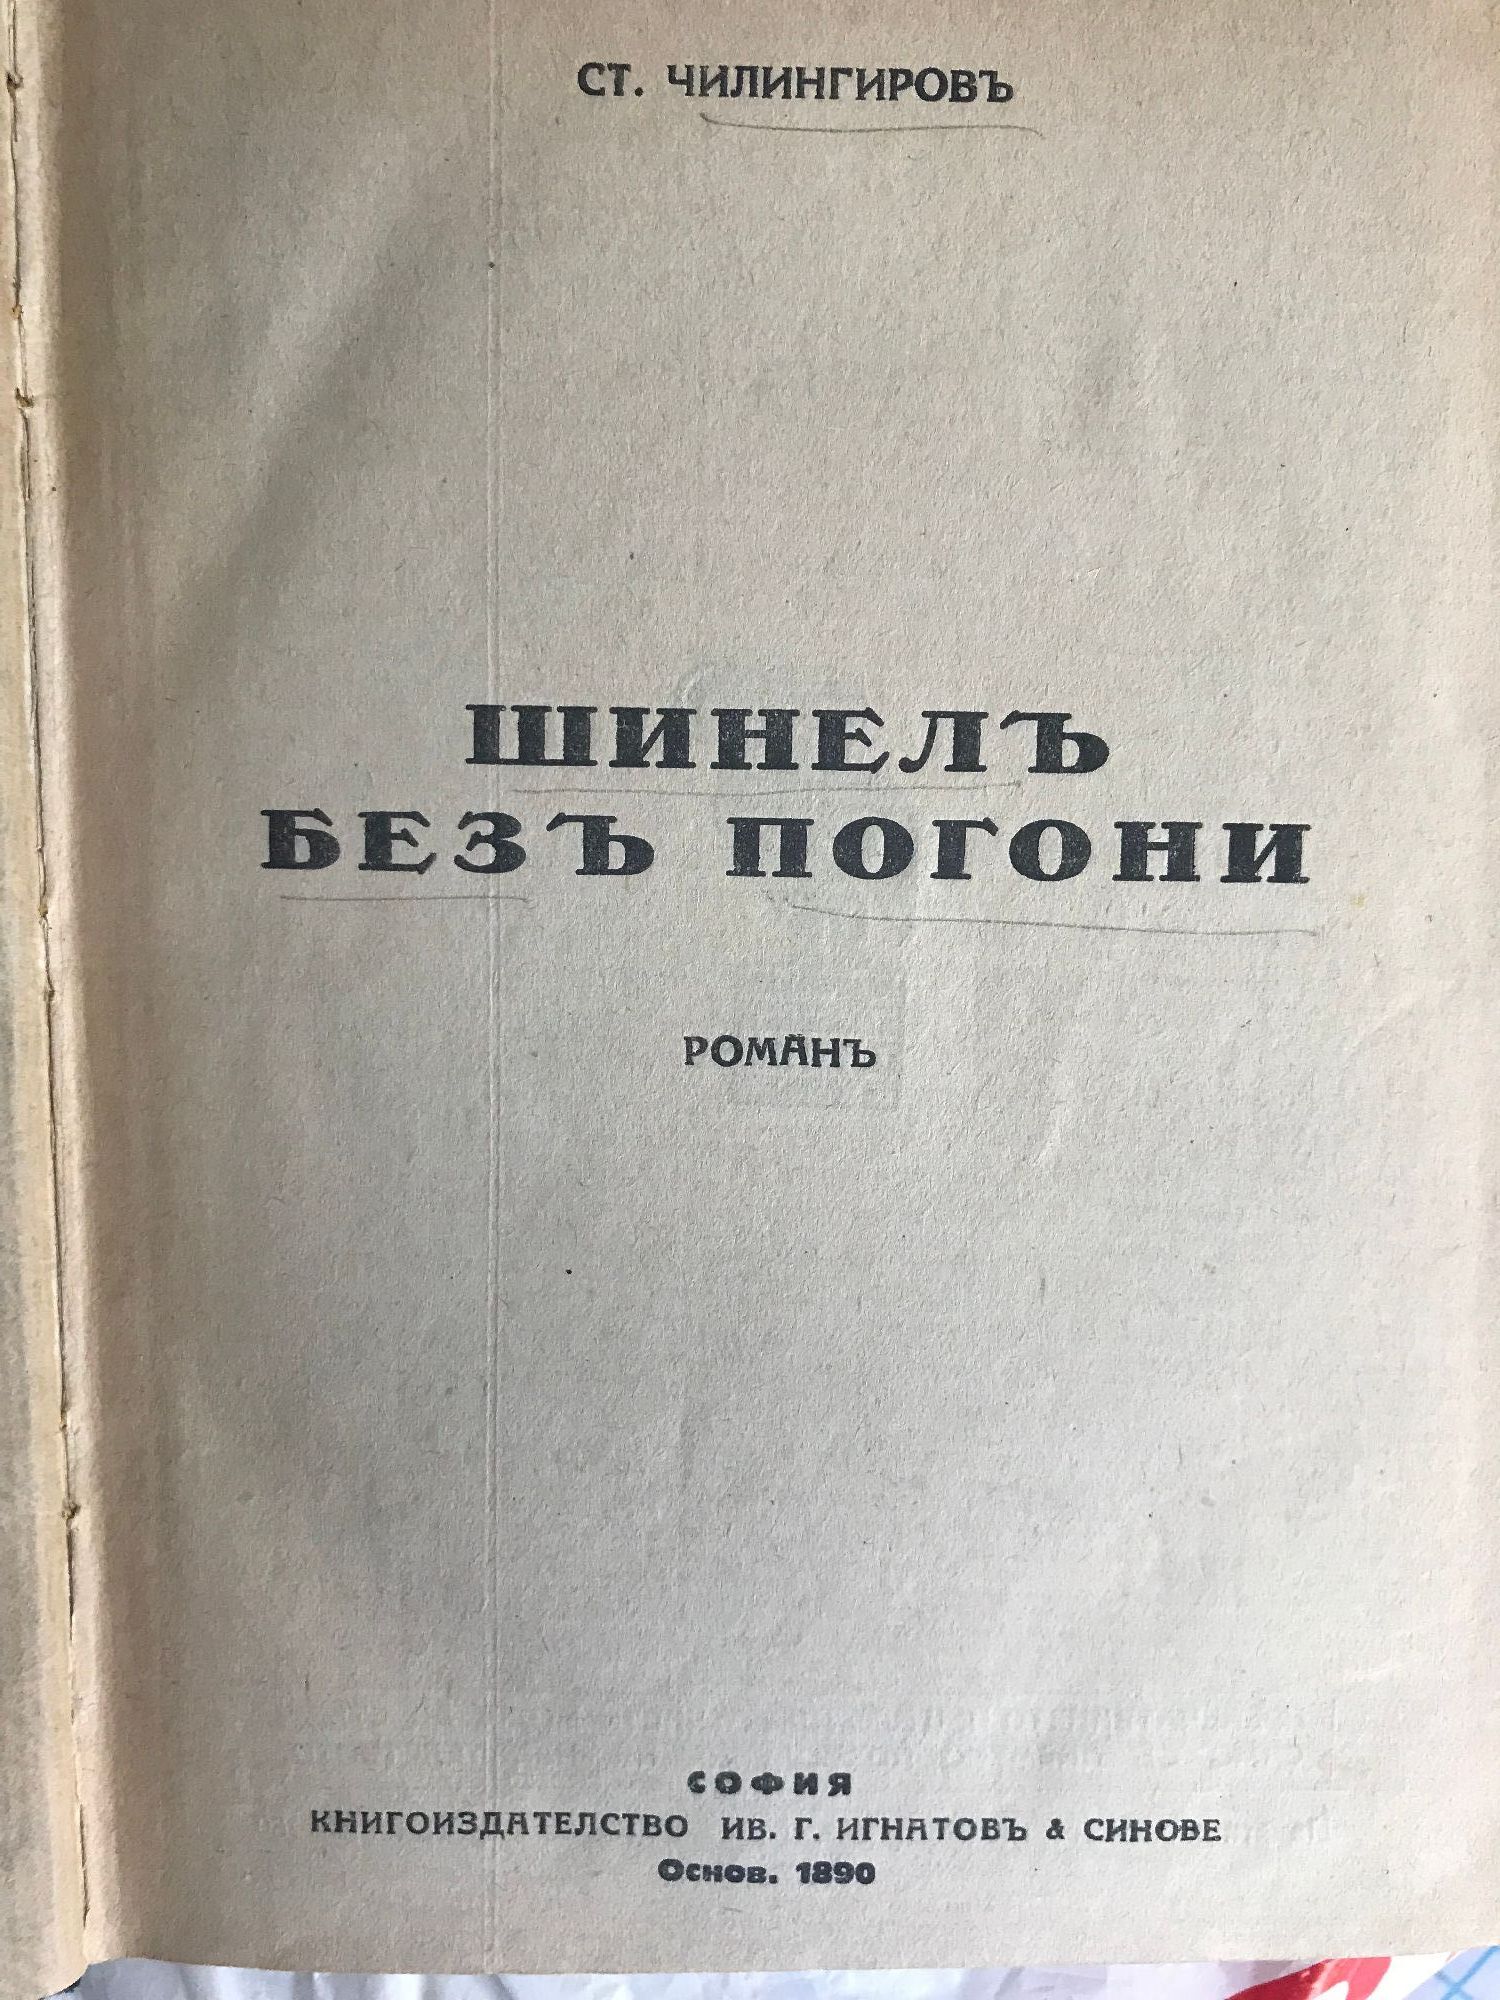 СТ. ЧИЛИНГИРОВЪ
ШИНЕЛЪ
БЕЗЪ ПОГОНИ
РОМАНЪ
СОФИЯ
КНИГОИЗДАТЕЛСТВО ИВ. Г. ИГНАТОВЪ & СИНОВЕ
Основ. 1890